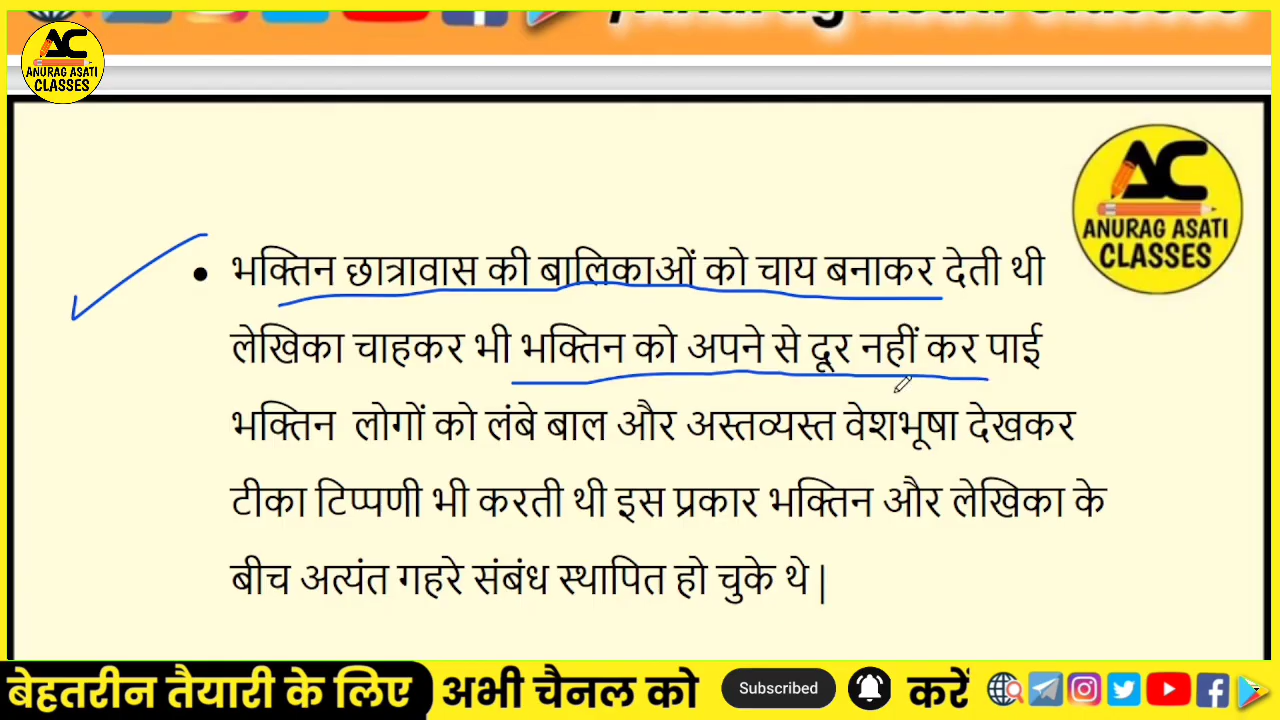 AC
ANURAG ASATI
CLASSES
AC
ANURAG ASATI
CLASSES
• भक्तिन छात्रावास की बालिकाओं को चाय बनाकर देती थी
लेखिका चाहकर भी भक्तिन को अपने से दूर नहीं कर पाई
भक्तिन लोगों को लंबे बाल और अस्तव्यस्त वेशभूषा देखकर
टीका टिप्पणी भी करती थी इस प्रकार भक्तिन और लेखिका के
बीच अत्यंत गहरे संबंध स्थापित हो चुके थे |
बेहतरीन तैयारी के लिए अभी चैनल को Subscribed करें